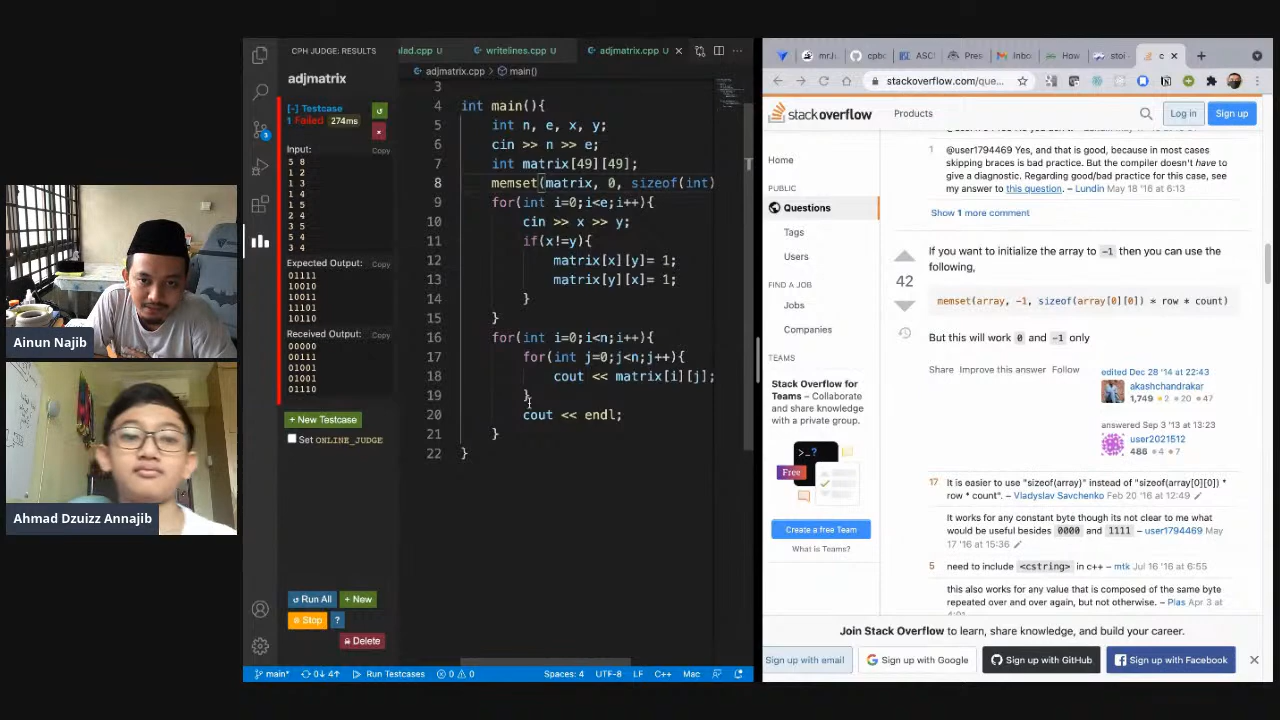 Ainun Najib
Ahmad Dzuizz Annajib
CPH JUDGE: RESULTS
adjmatrix
[-] Testcase
1 Failed 274ms
Input: Copy
5 8
1 2
1 3
1 4
1 5
2 4
3 5
5 4
3 4
Expected Output: Copy
01111
10010
10011
11101
10110
Received Output: Copy
00000
00111
01001
01001
01110
+ New Testcase
Set ONLINE_JUDGE
Run All + New
Stop ?
Delete
lad.cpp U writelines.cpp U adjmatrix.cpp U
adjmatrix.cpp > main()
3
4 int main(){
5 int n, e, x, y;
6 cin >> n >> e;
7 int matrix[49][49];
8 memset(matrix, 0, sizeof(int)
9 for(int i=0;i<e;i++){
10 cin >> x >> y;
11 if(x!=y){
12 matrix[x][y]= 1;
13 matrix[y][x]= 1;
14 }
15 }
16 for(int i=0;i<n;i++){
17 for(int j=0;j<n;j++){
18 cout << matrix[i][j];
19 }
20 cout << endl;
21 }
22 }
main* 0↓ 4↑ Run Testcases 0 0 Spaces: 4 UTF-8 LF C++ Mac
stackoverflow.com/que...
stackoverflow Products Log in Sign up
Home
PUBLIC
Questions
Tags
Users
FIND A JOB
Jobs
Companies
TEAMS
Stack Overflow for
Teams – Collaborate
and share knowledge
with a private group.
Free
Create a free Team
What is Teams?
1 @user1794469 Yes, and that is good, because in most cases
skipping braces is bad practice. But the compiler doesn't have to
give a diagnostic. Regarding good/bad practice for this case, see
my answer to this question. – Lundin May 18 '16 at 6:13
Show 1 more comment
If you want to initialize the array to -1 then you can use the
following,
42
memset(array, -1, sizeof(array[0][0]) * row * count)
But this will work 0 and -1 only
Share Improve this answer Follow
edited Dec 28 '14 at 22:43
akashchandrakar
1,749 2 20 47
answered Sep 3 '13 at 13:23
user2021512
486 4 7
17 It is easier to use "sizeof(array)" instead of "sizeof(array[0][0]) *
row * count". – Vladyslav Savchenko Feb 20 '16 at 12:49
It works for any constant byte though its not clear to me what
would be useful besides 0000 and 1111 – user1794469 May
17 '16 at 15:36
5 need to include <cstring> in c++ – mtk Jul 16 '16 at 6:55
this also works for any value that is composed of the same byte
repeated over and over again, but not otherwise. – Plas Apr 3 at
Join Stack Overflow to learn, share knowledge, and build your career.
Sign up with email Sign up with Google Sign up with GitHub Sign up with Facebook